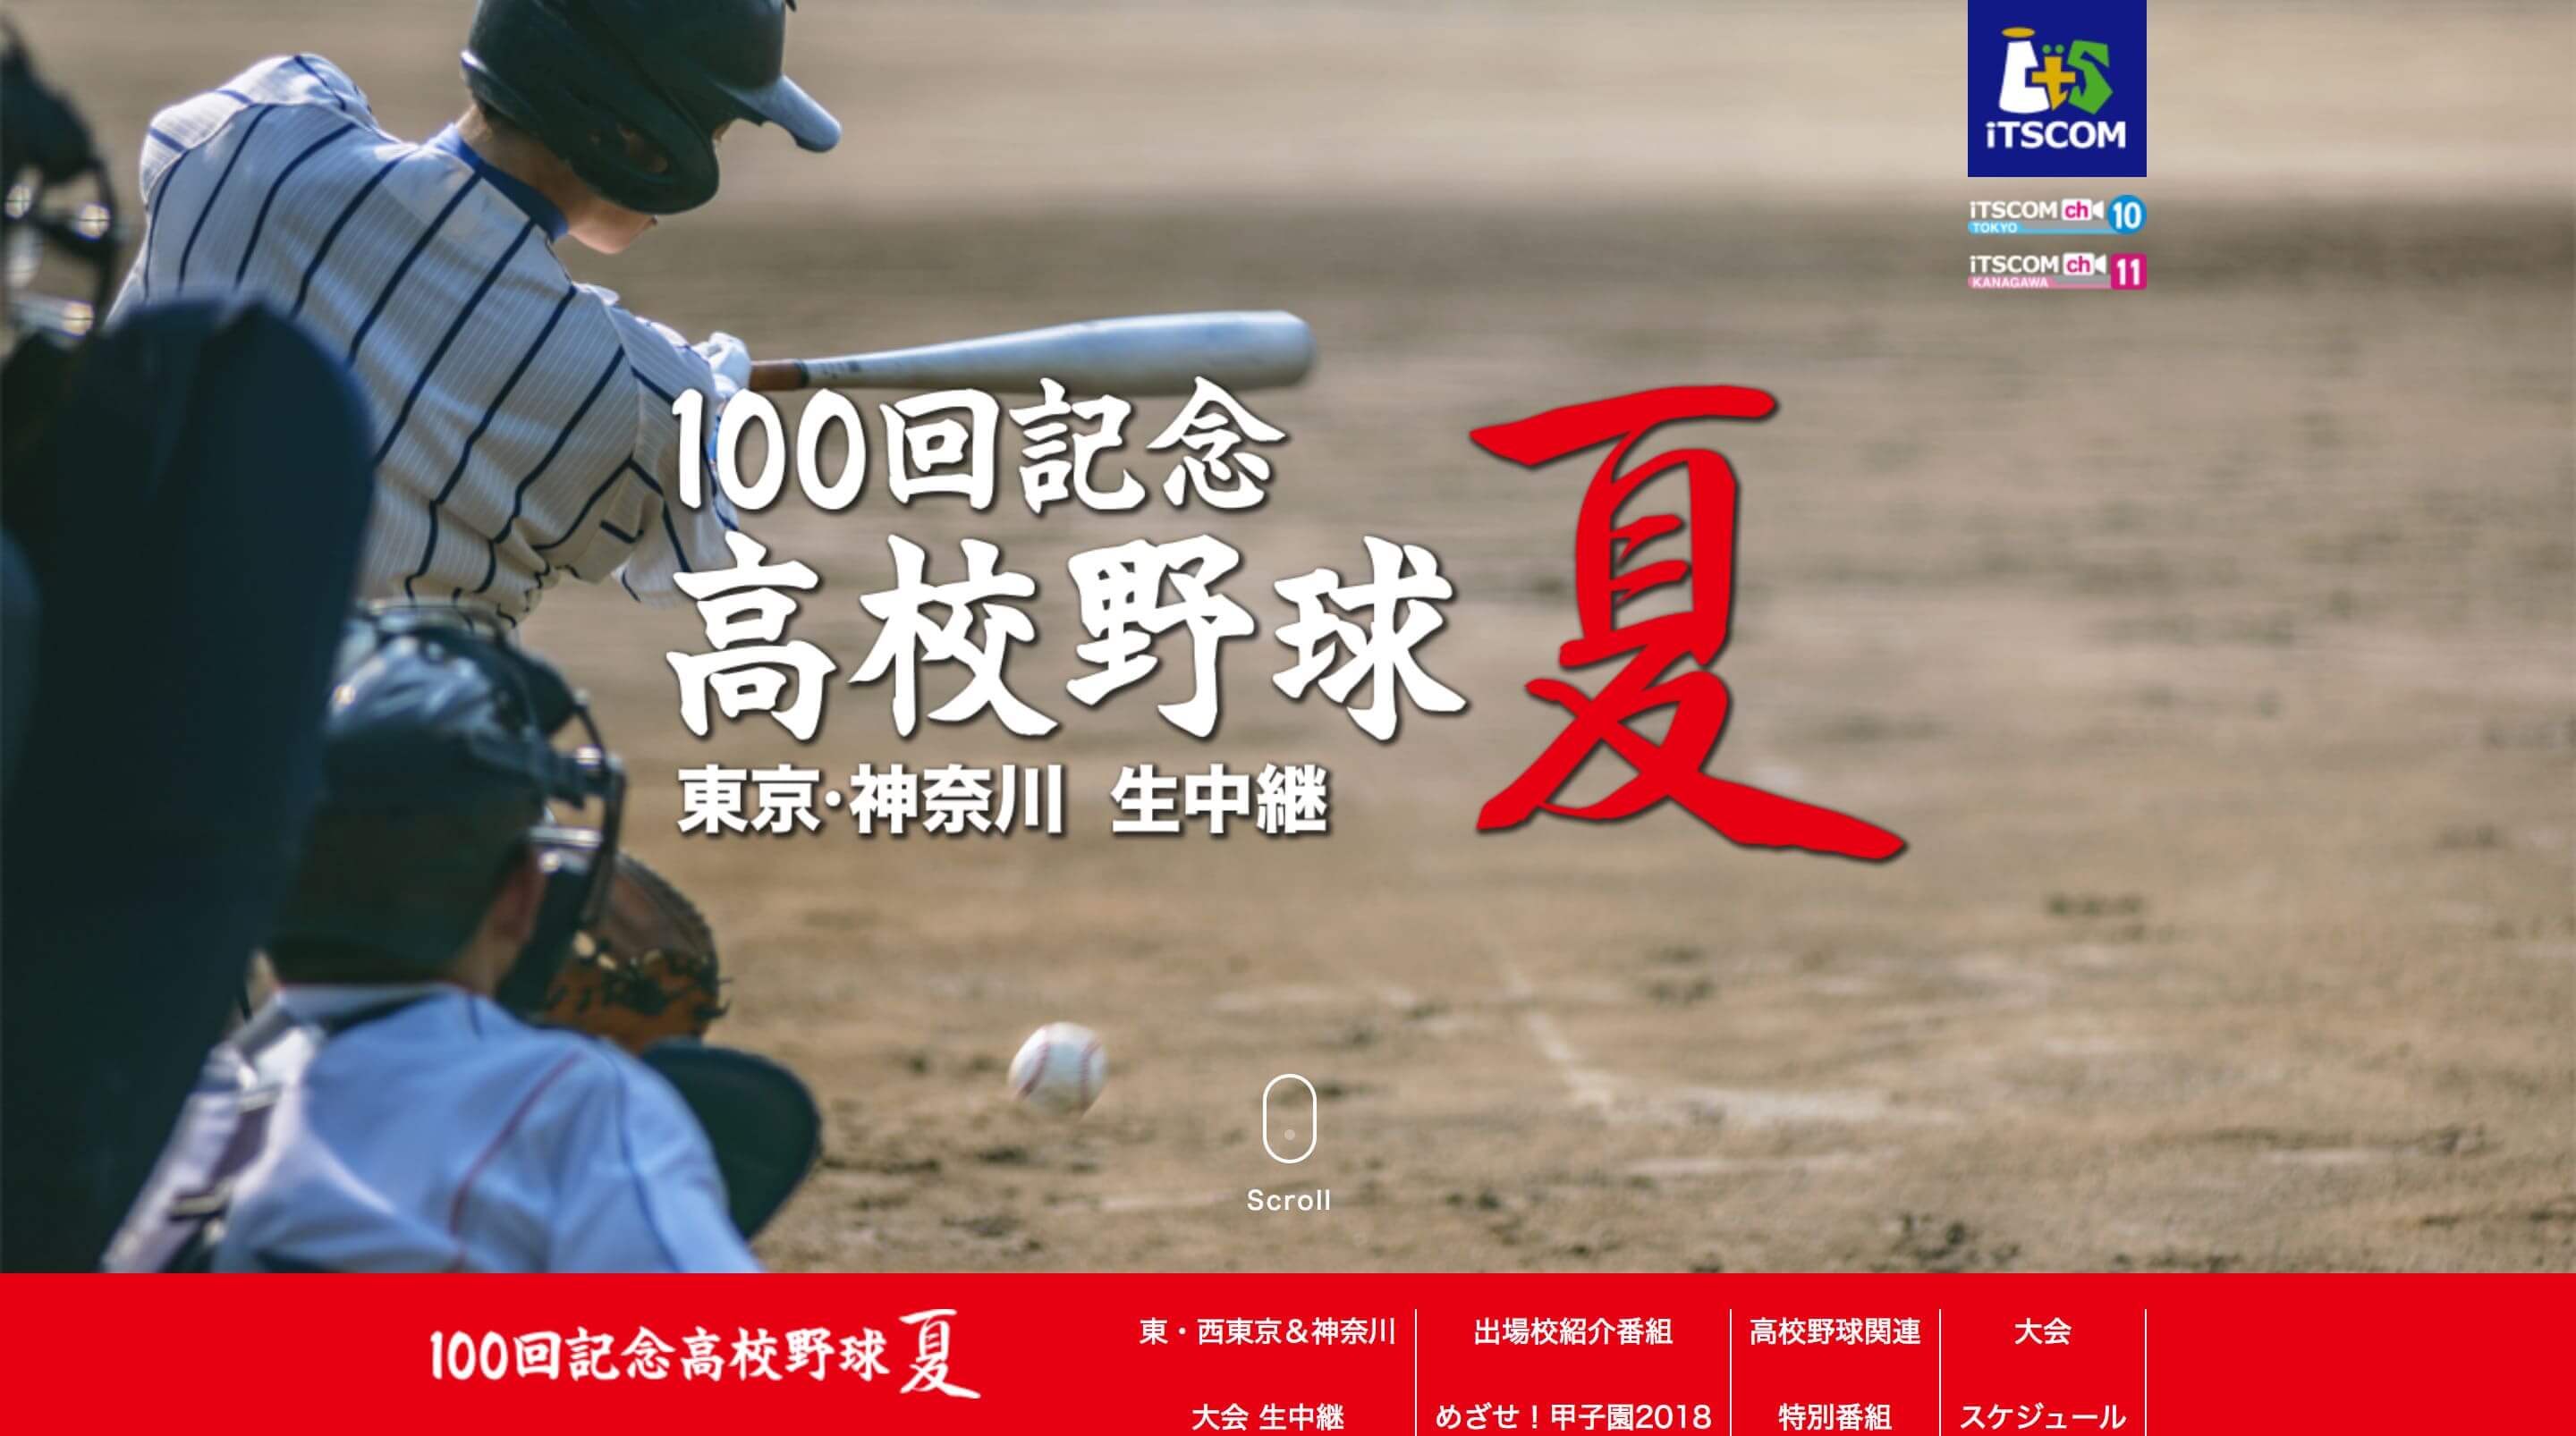 iTS
iTSCOM
iTSCOM ch 10
TOKYO
iTSCOM ch 11
KANAGAWA
100回記念
高校野球 夏
東京・神奈川 生中継
Scroll
100回記念高校野球 夏
東・西東京&神奈川
大会 生中継
出場校紹介番組
めざせ！甲子園2018
高校野球関連
特別番組
大会
スケジュール